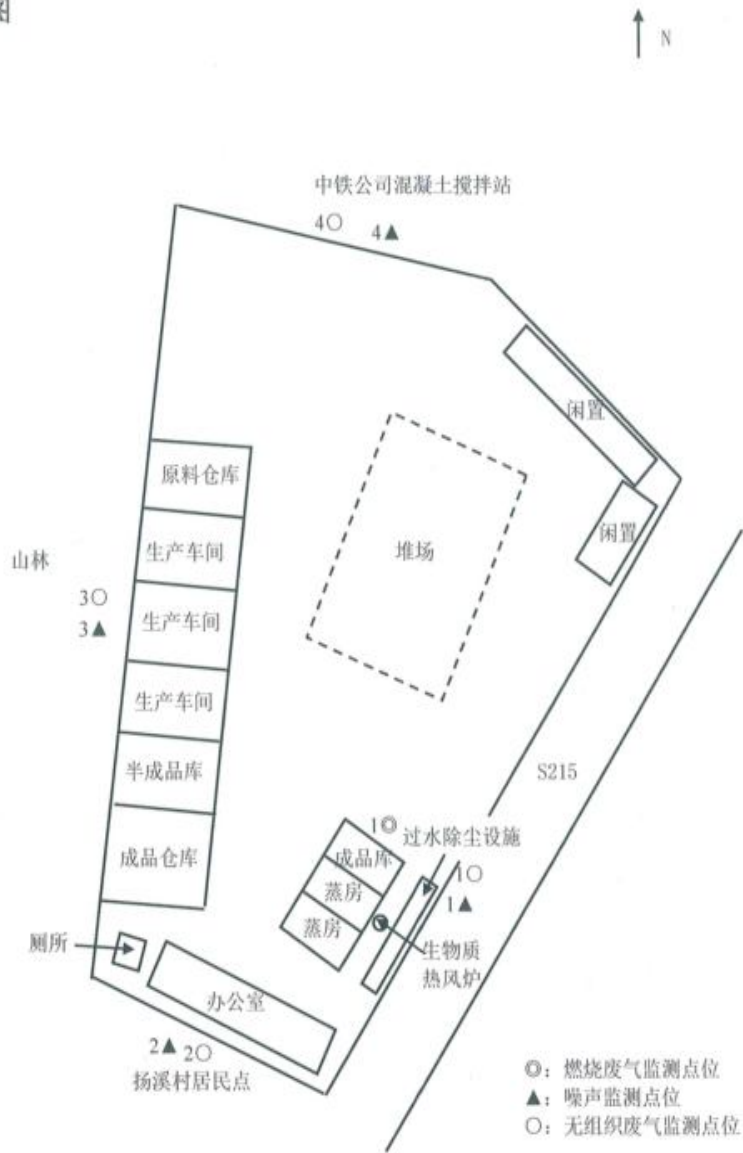 图
N
中铁公司混凝土搅拌站
4○ 4▲
闲置
原料仓库
闲置
堆场
生产车间
山林
3○
生产车间
3▲
生产车间
S215
半成品库
1◎
过水除尘设施
成品库
成品仓库
1○
蒸房
1▲
蒸房
厕所
生物质
热风炉
办公室
2▲ 2○
扬溪村居民点
◎：燃烧废气监测点位
▲：噪声监测点位
○：无组织废气监测点位